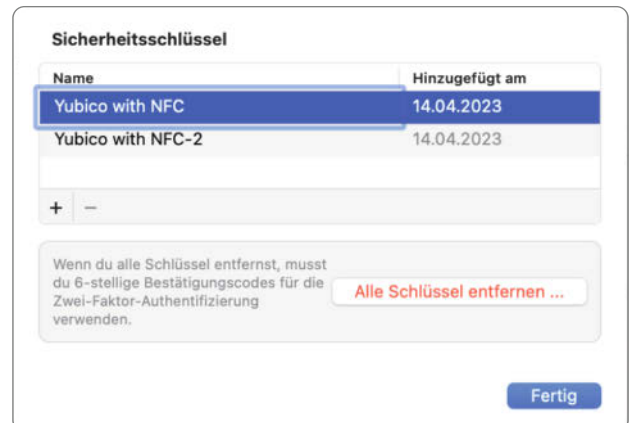 Sicherheitsschlüssel
Name Hinzugefügt am
Yubico with NFC 14.04.2023
Yubico with NFC-2 14.04.2023
+ −
Wenn du alle Schlüssel entfernst, musst
du 6-stellige Bestätigungscodes für die
Zwei-Faktor-Authentifizierung
verwenden.
Alle Schlüssel entfernen ...
Fertig